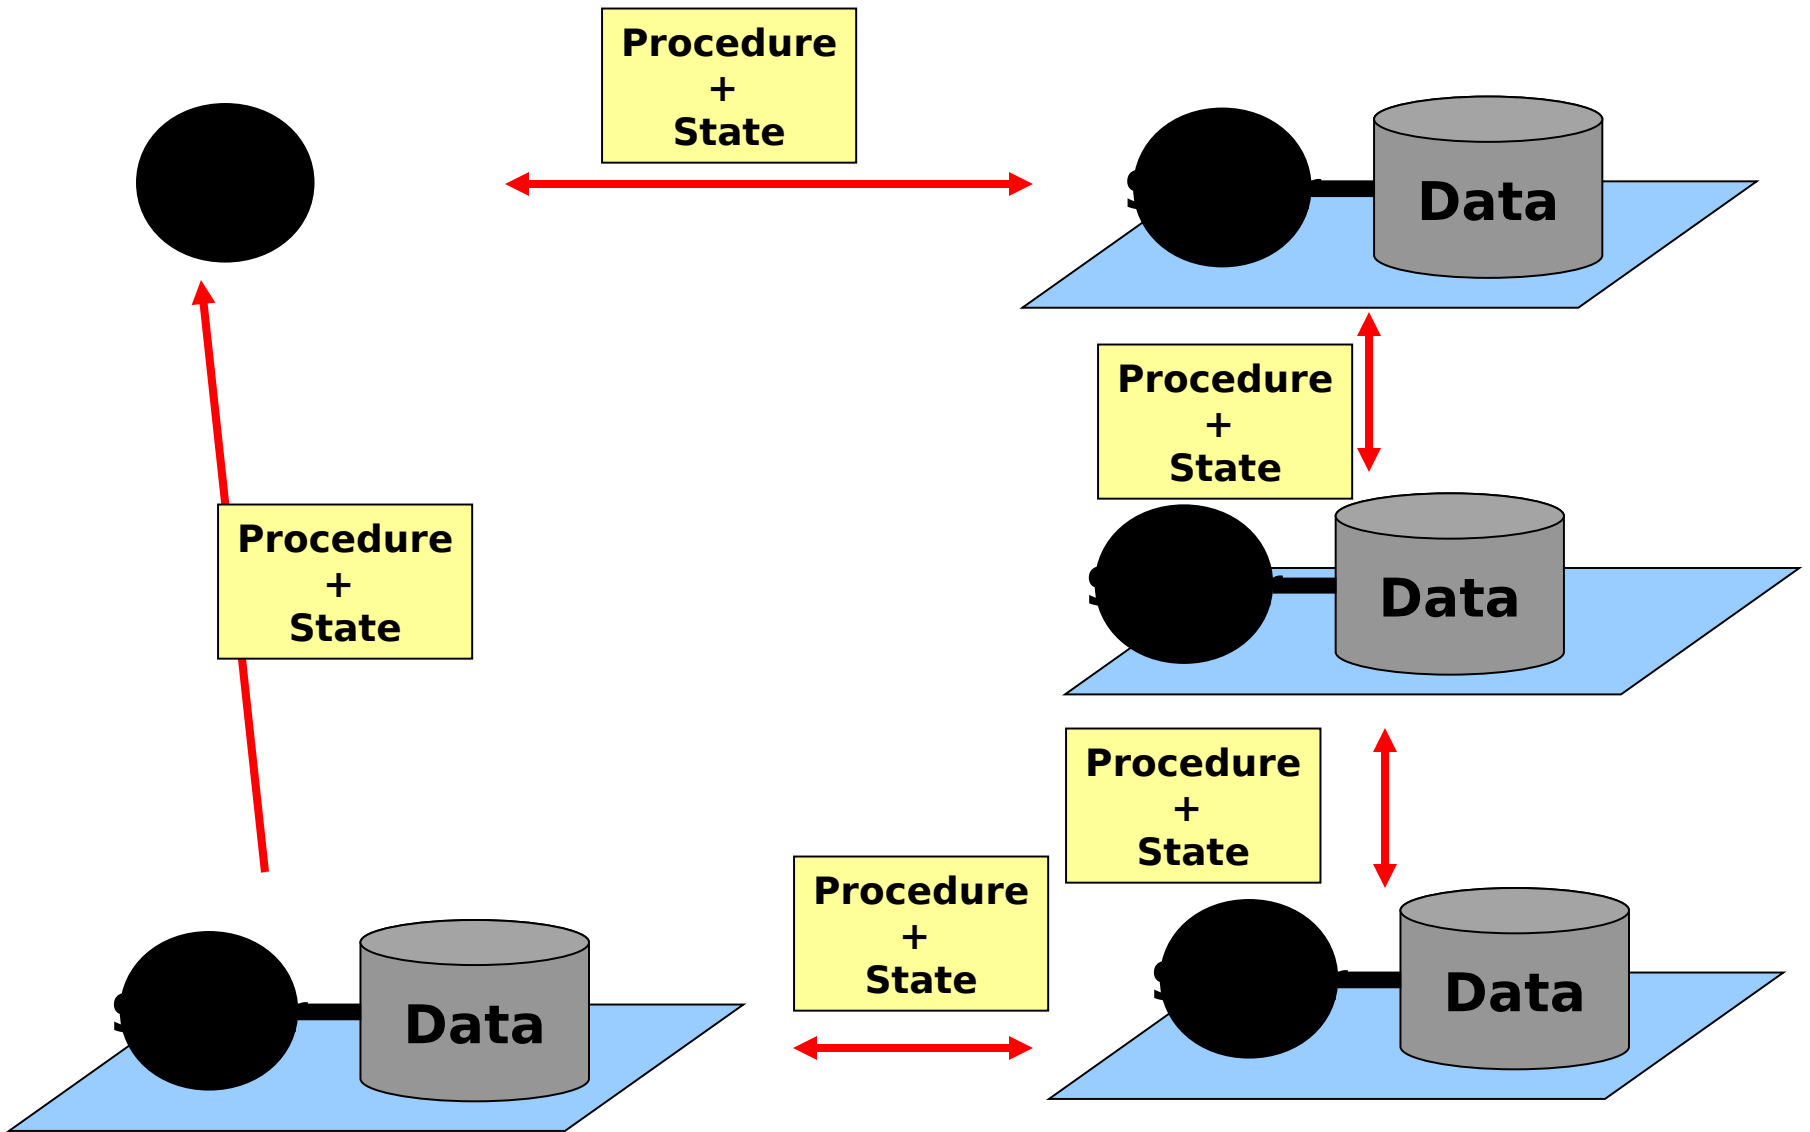 Procedure
+
State
Data
Procedure
+
State
Procedure
+
State
Data
Procedure
+
State
Procedure
+
State
Data
Data